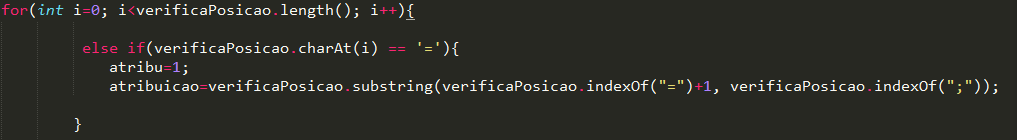 for(int i=0; i<verificaPosicao.length(); i++){
else if(verificaPosicao.charAt(i) == '='){
atribu=1;
atribuicao=verificaPosicao.substring(verificaPosicao.indexOf("=")+1, verificaPosicao.indexOf(";"));
}